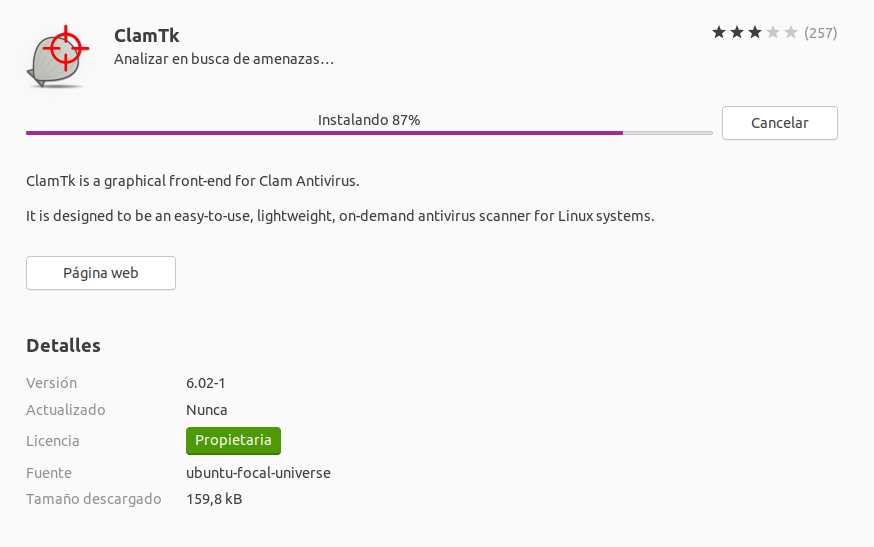 ClamTk
(257)
Analizar en busca de amenazas…
Instalando 87%
Cancelar
ClamTk is a graphical front-end for Clam Antivirus.
It is designed to be an easy-to-use, lightweight, on-demand antivirus scanner for Linux systems.
Página web
Detalles
Versión 6.02-1
Actualizado Nunca
Licencia Propietaria
Fuente ubuntu-focal-universe
Tamaño descargado 159,8 kB